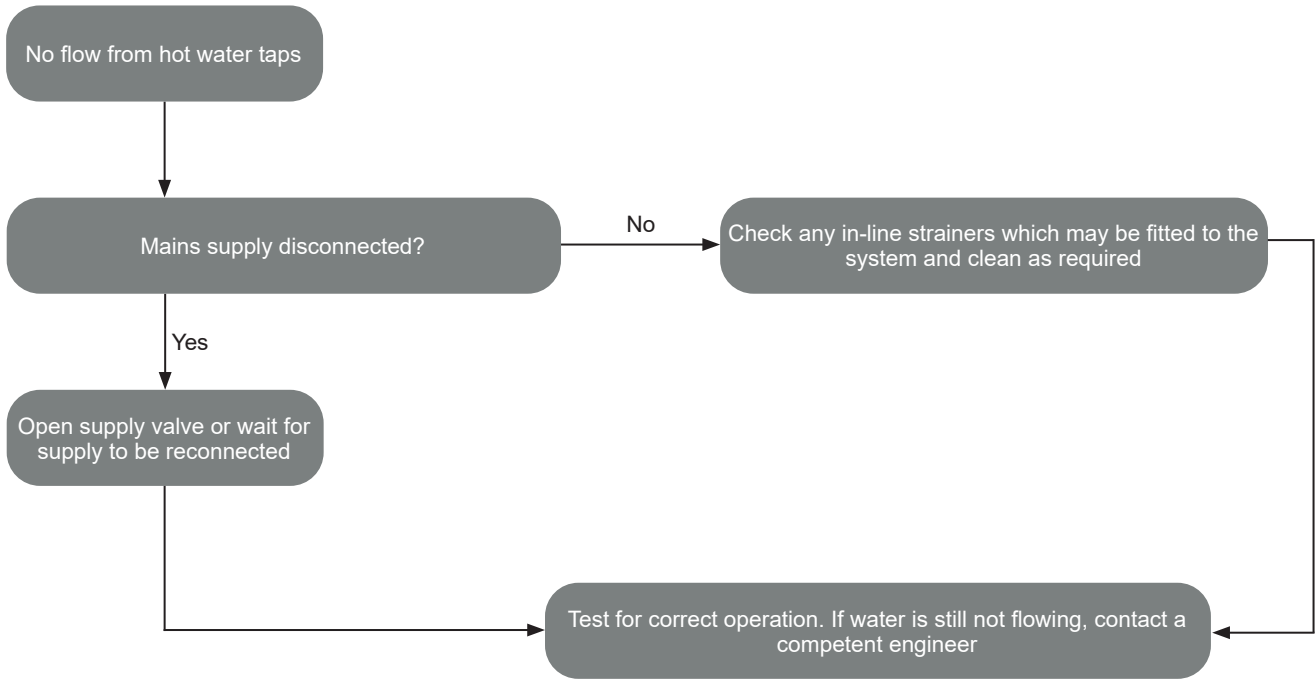 No flow from hot water taps
Mains supply disconnected?
No
Check any in-line strainers which may be fitted to the
system and clean as required
Yes
Open supply valve or wait for
supply to be reconnected
Test for correct operation. If water is still not flowing, contact a
competent engineer